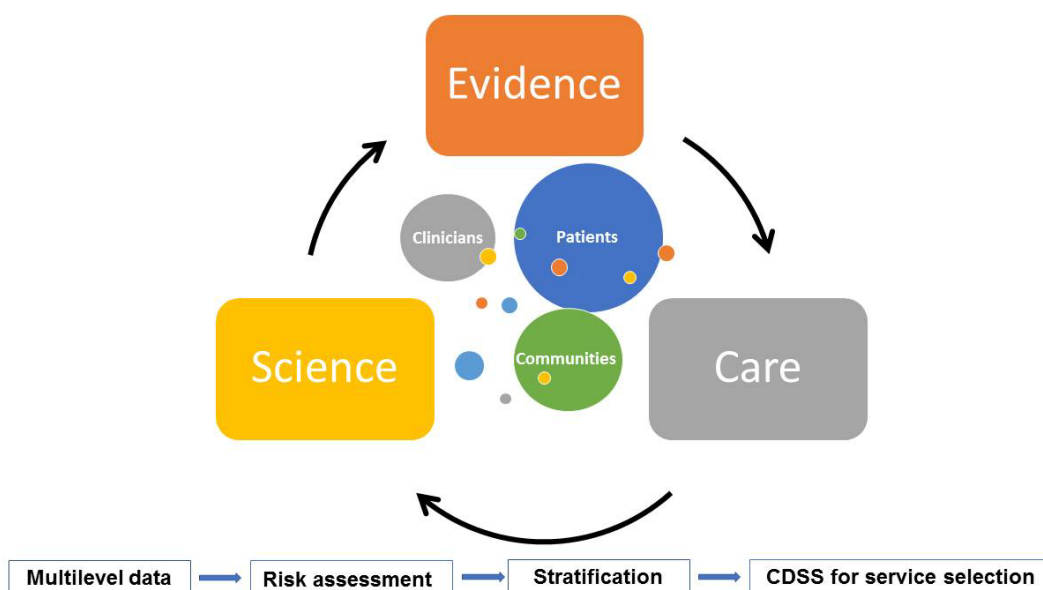 Evidence
Clinicians
Patients
Science
Communities
Care
Multilevel data
Risk assessment
Stratification
CDSS for service selection